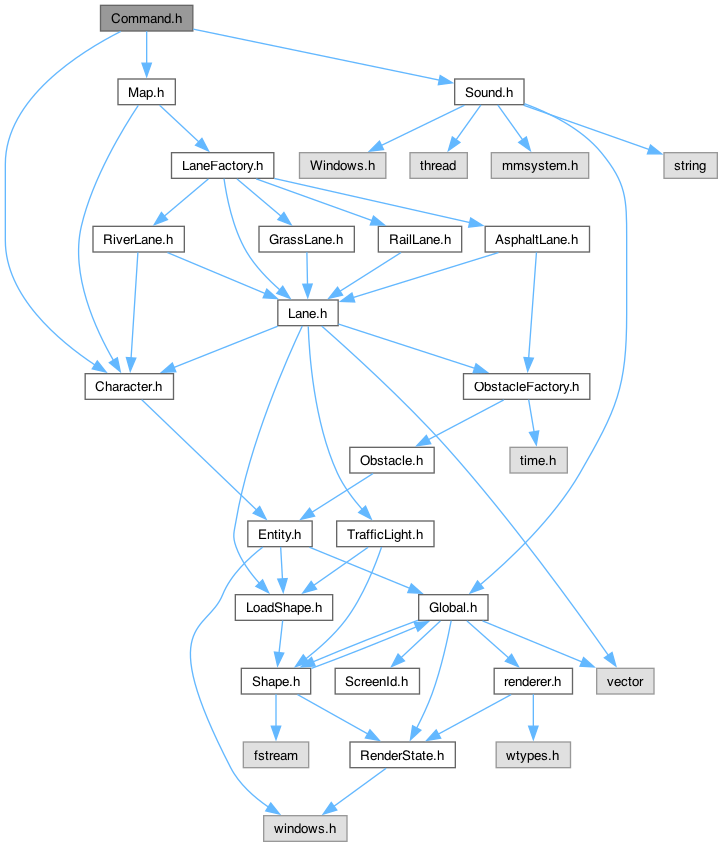 Command.h
Map.h
Sound.h
LaneFactory.h
Windows.h
thread
mmsystem.h
string
RiverLane.h
GrassLane.h
RailLane.h
AsphaltLane.h
Lane.h
Character.h
ObstacleFactory.h
Obstacle.h
time.h
Entity.h
TrafficLight.h
LoadShape.h
Global.h
Shape.h
ScreenId.h
renderer.h
vector
fstream
RenderState.h
wtypes.h
windows.h